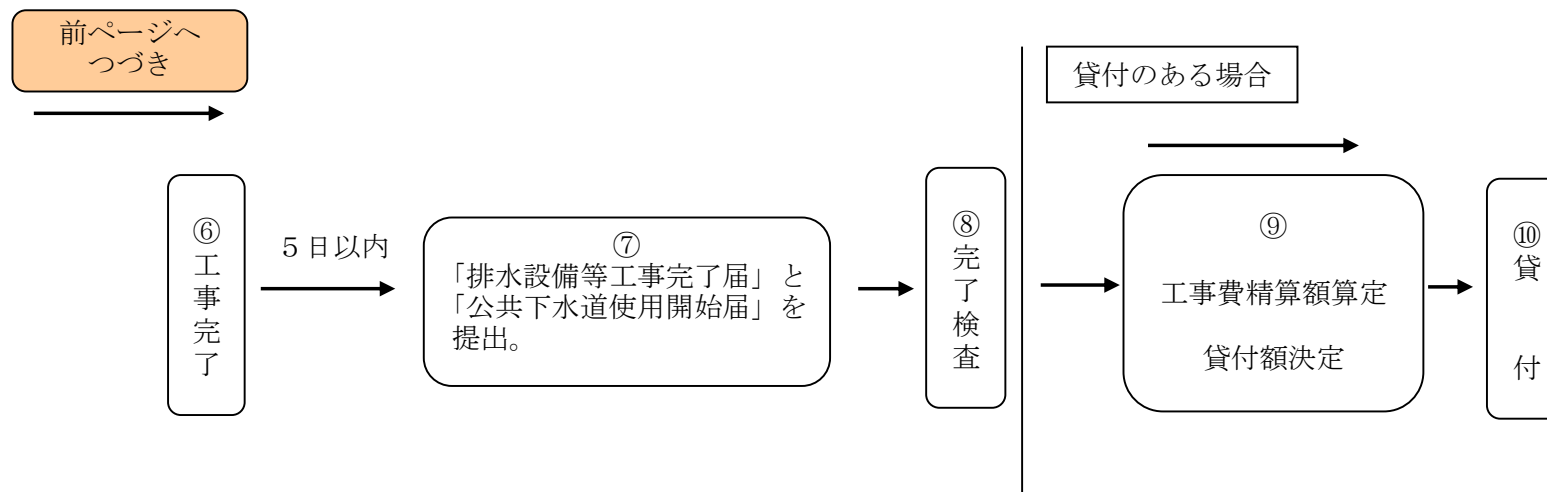 前ページへ
つづき
貸付のある場合
⑥工事完了
５日以内
⑦
「排水設備等工事完了届」と
「公共下水道使用開始届」を
提出。
⑧完了検査
⑨
工事費精算額算定
貸付額決定
⑩貸付